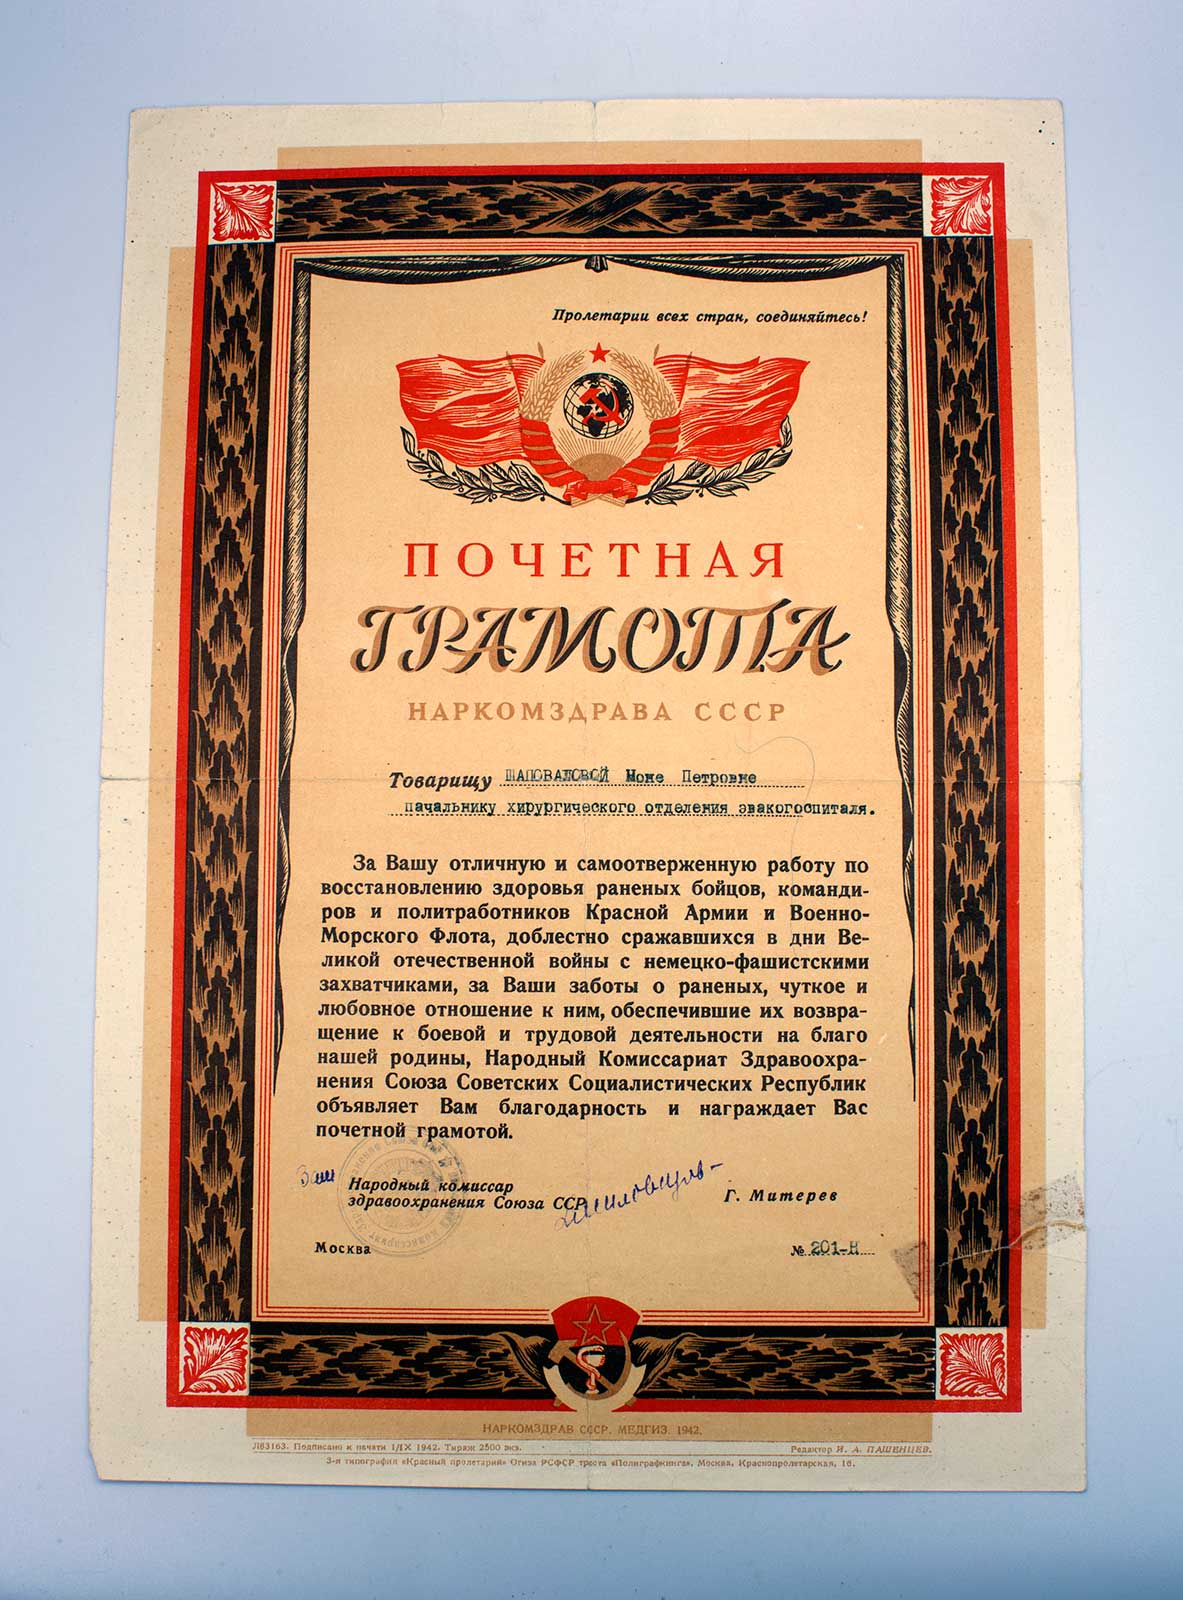 Пролетарии всех стран, соединяйтесь!
ПОЧЕТНАЯ
ГРАМОТА
НАРКОМЗДРАВА СССР
Товарищу ШАПОВАЛОВОЙ Моне Петровне
начальнику хирургического отделения эвакогоспиталя.
За Вашу отличную и самоотверженную работу по
восстановлению здоровья раненых бойцов, команди-
ров и политработников Красной Армии и Военно-
Морского Флота, доблестно сражавшихся в дни Ве-
ликой отечественной войны с немецко-фашистскими
захватчиками, за Ваши заботы о раненых, чуткое и
любовное отношение к ним, обеспечившие их возвра-
щение к боевой и трудовой деятельности на благо
нашей родины, Народный Комиссариат Здравоохра-
нения Союза Советских Социалистических Республик
объявляет Вам благодарность и награждает Вас
почетной грамотой.
Зам Народный комиссар
здравоохранения Союза ССР Г. Митерев
Москва № 201-Н
НАРКОМЗДРАВ СССР. МЕДГИЗ. 1942.
Л83163. Подписано к печати 1/IX 1942. Тираж 2500 экз. Редактор И. А. ПАШЕНЦЕВ.
3-я типография «Красный пролетарий» Огиза РСФСР треста «Полиграфкнига». Москва, Краснопролетарская, 16.